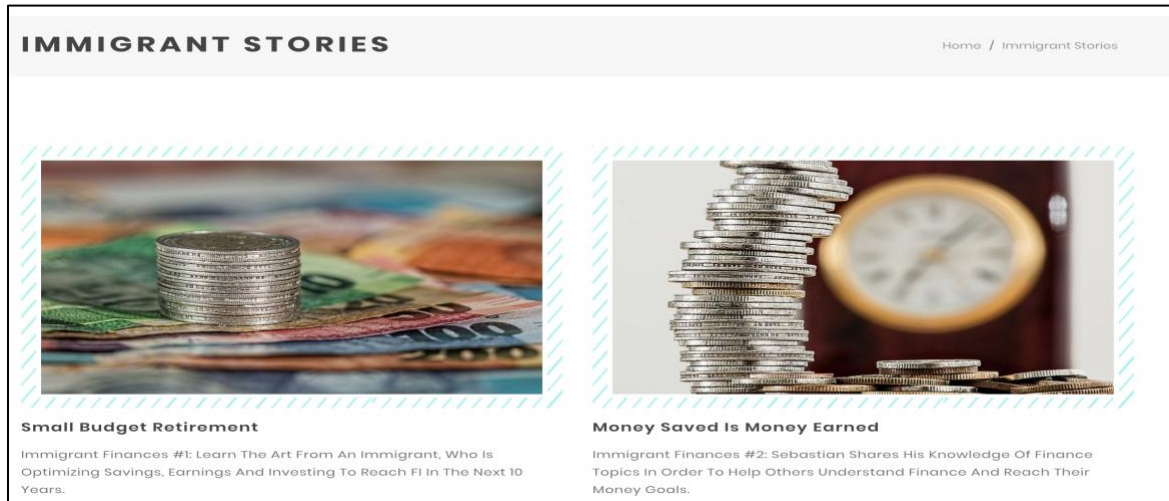 IMMIGRANT STORIES
Home / Immigrant Stories
Small Budget Retirement
Immigrant Finances #1: Learn The Art From An Immigrant, Who Is
Optimizing Savings, Earnings And Investing To Reach FI In The Next 10
Years.
Money Saved Is Money Earned
Immigrant Finances #2: Sebastian Shares His Knowledge Of Finance
Topics In Order To Help Others Understand Finance And Reach Their
Money Goals.